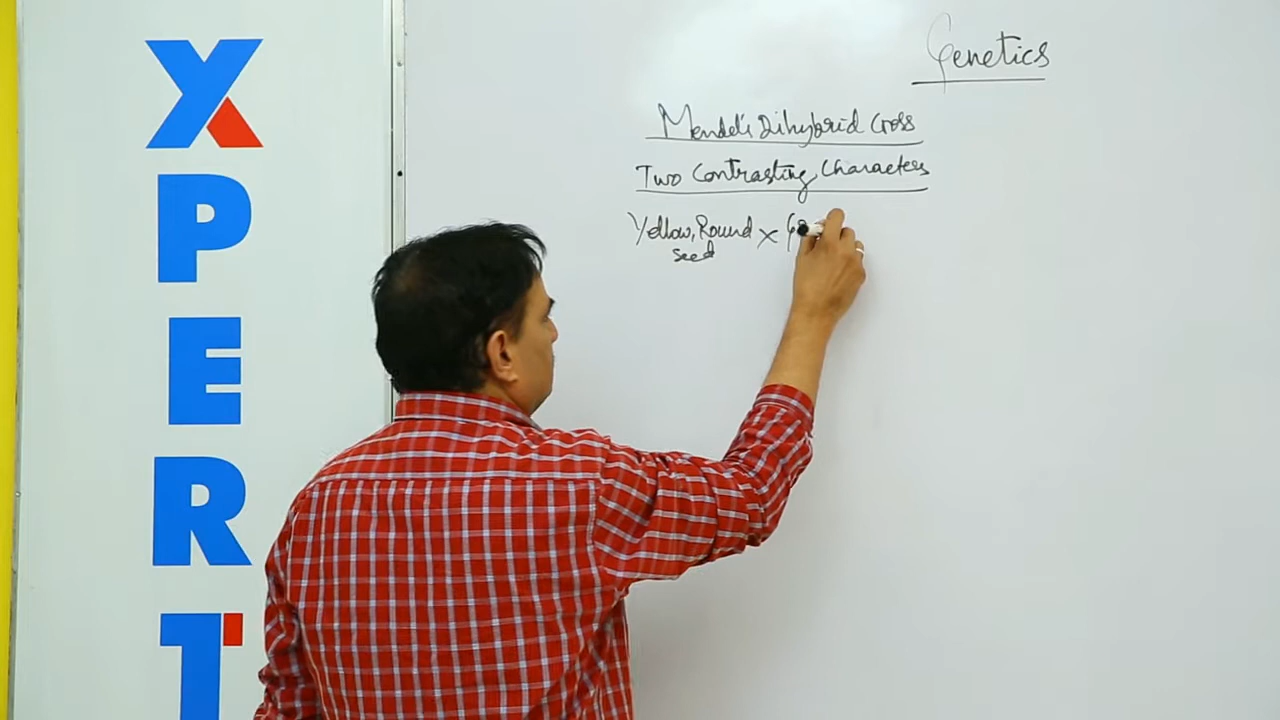 XPERT
Genetics
Mendel's Dihybrid Cross
Two Contrasting Characters
Yellow, Round ×
seed